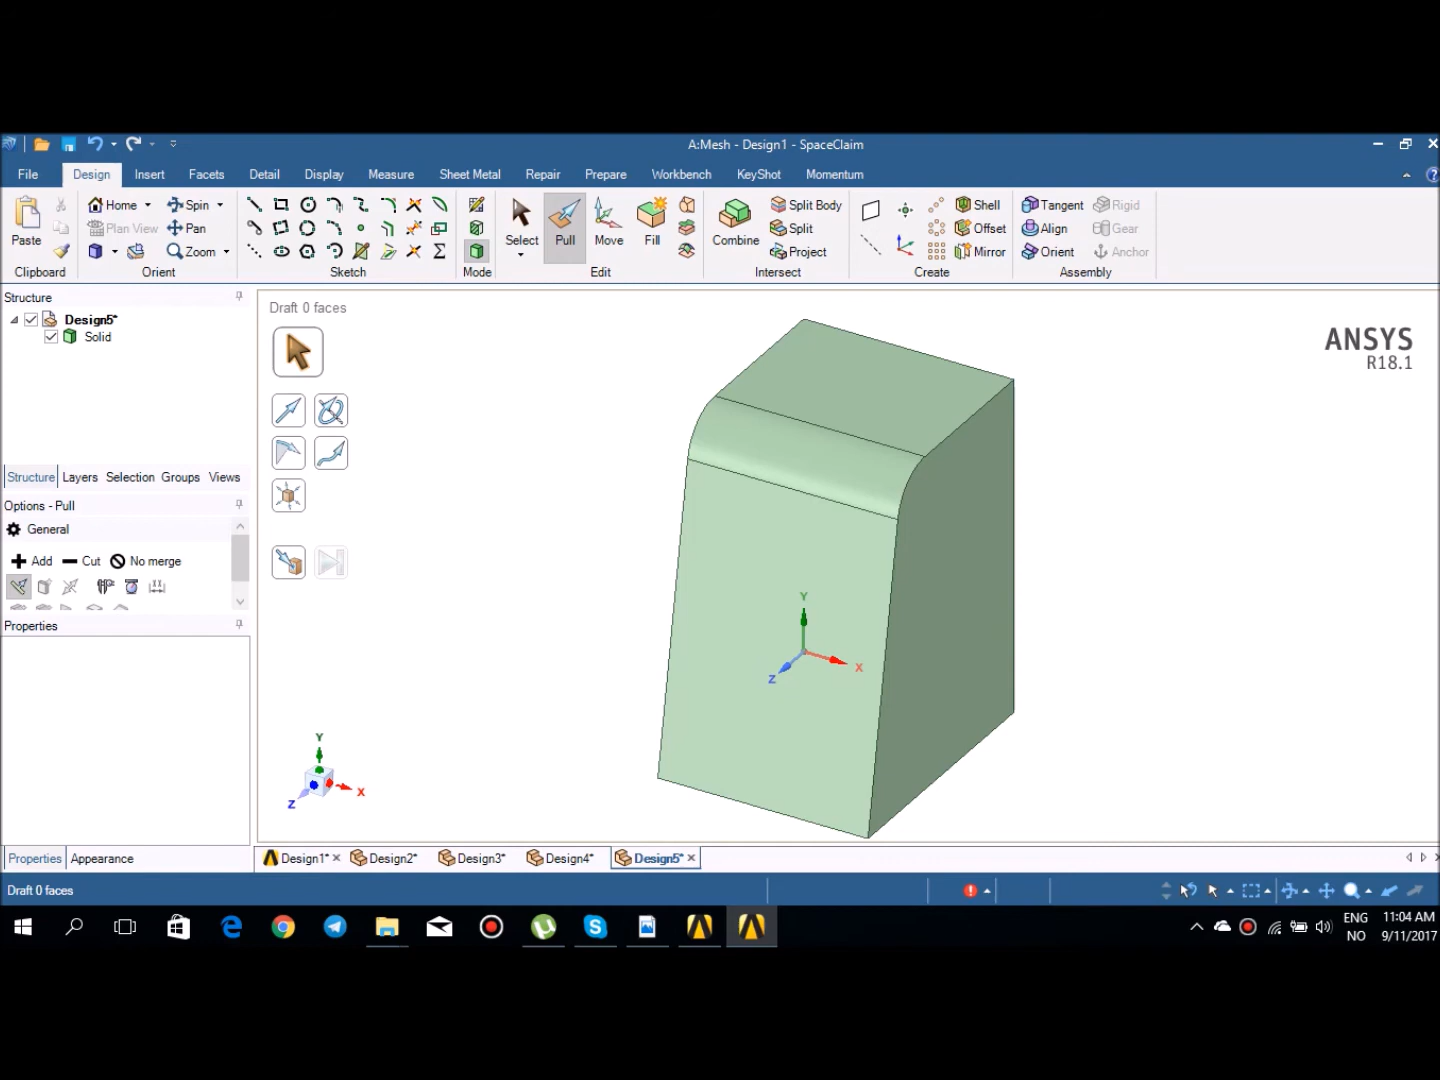 A:Mesh - Design1 - SpaceClaim
File Design Insert Facets Detail Display Measure Sheet Metal Repair Prepare Workbench KeyShot Momentum
Paste
Clipboard
Home Spin
Plan View Pan
Zoom
Orient
Sketch
Mode
Select Pull Move Fill
Edit
Combine
Split Body
Split
Project
Intersect
Shell
Offset
Mirror
Create
Tangent Rigid
Align Gear
Orient Anchor
Assembly
Structure
Design5*
Solid
Structure Layers Selection Groups Views
Options - Pull
General
Add Cut No merge
Properties
Properties Appearance
Draft 0 faces
ANSYS
R18.1
Y
X
Z
Y
X
Z
Design1* Design2* Design3* Design4* Design5*
Draft 0 faces
ENG
NO
11:04 AM
9/11/2017